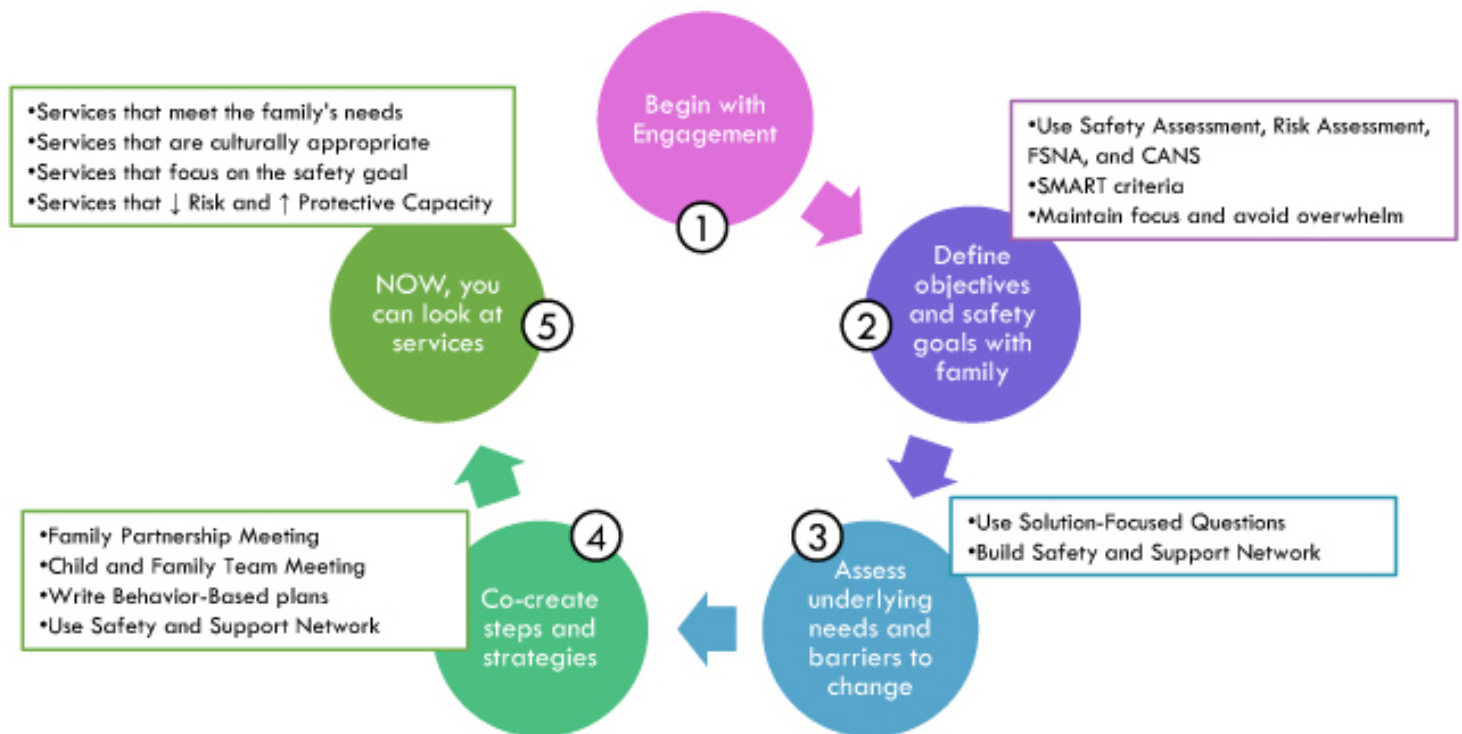 Begin with
Engagement
1
•Use Safety Assessment, Risk Assessment,
FSNA, and CANS
•SMART criteria
•Maintain focus and avoid overwhelm
Define
objectives
and safety
goals with
family
2
•Use Solution-Focused Questions
•Build Safety and Support Network
3
Assess
underlying
needs and
barriers to
change
•Family Partnership Meeting
•Child and Family Team Meeting
•Write Behavior-Based plans
•Use Safety and Support Network
4
Co-create
steps and
strategies
•Services that meet the family's needs
•Services that are culturally appropriate
•Services that focus on the safety goal
•Services that ↓ Risk and ↑ Protective Capacity
NOW, you
can look at
services
5